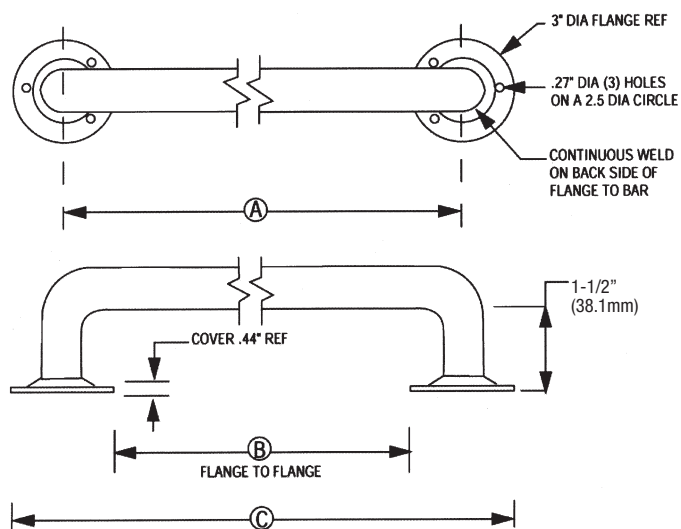 3" DIA FLANGE REF
.27" DIA (3) HOLES
ON A 2.5 DIA CIRCLE
CONTINUOUS WELD
ON BACK SIDE OF
FLANGE TO BAR
A
1-1/2"
(38.1mm)
COVER .44" REF
B
FLANGE TO FLANGE
C